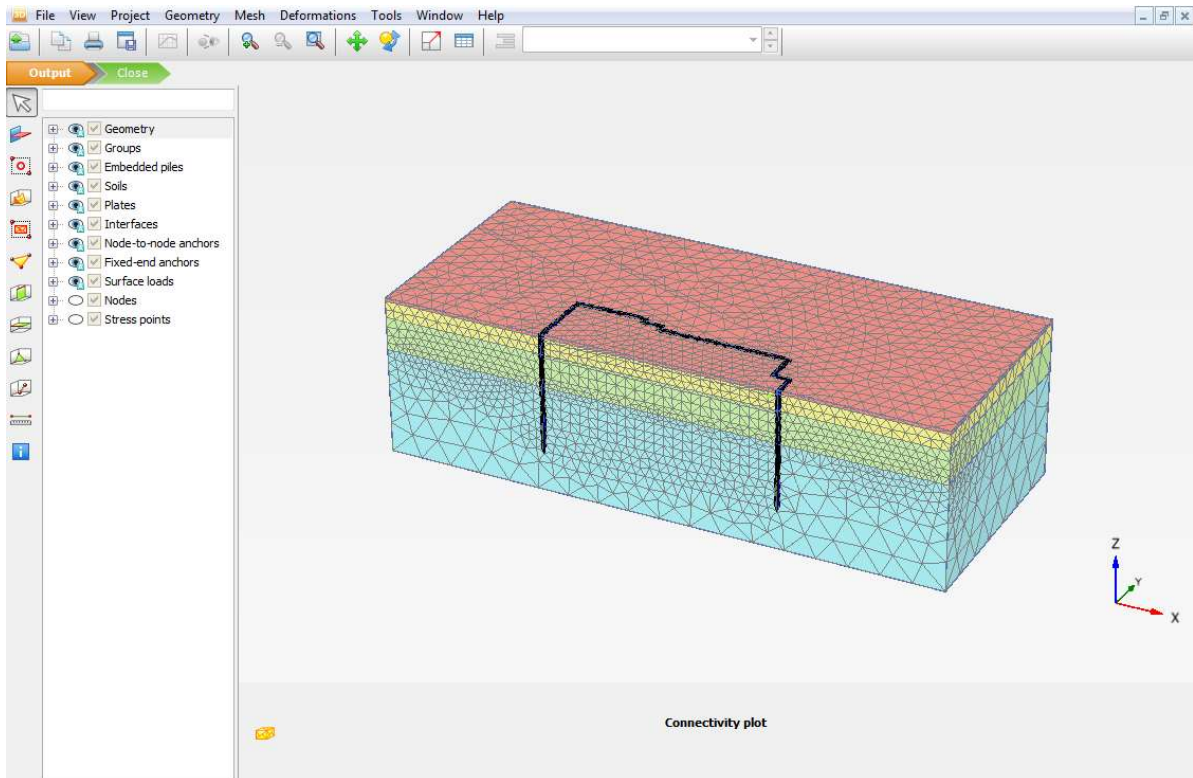 3D File View Project Geometry Mesh Deformations Tools Window Help
Output Close
Geometry
Groups
Embedded piles
Soils
Plates
Interfaces
Node-to-node anchors
Fixed-end anchors
Surface loads
Nodes
Stress points
Z
Y
X
Connectivity plot